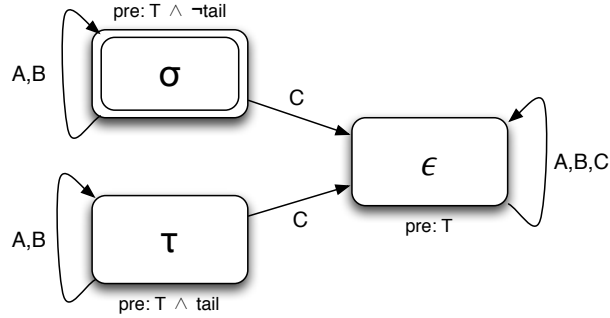 pre: T ∧ ¬tail
A,B
σ
C
ϵ
A,B,C
pre: T
A,B
τ
C
pre: T ∧ tail